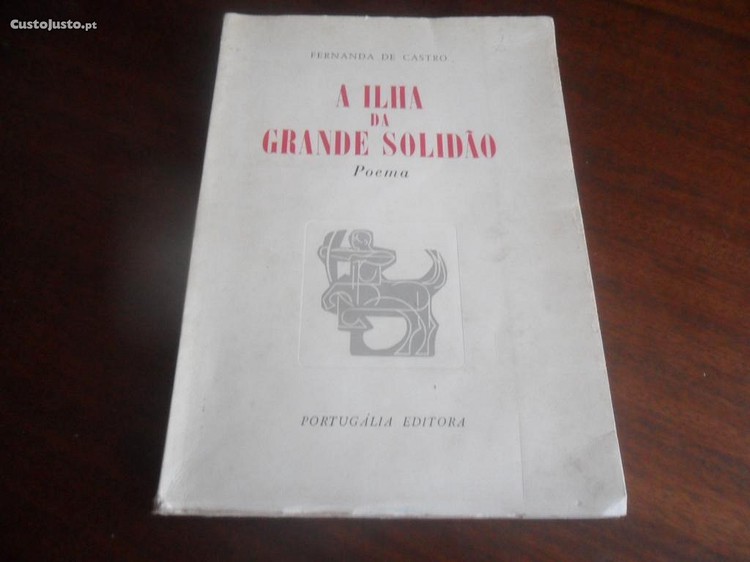 CustoJusto.pt
FERNANDA DE CASTRO
A ILHA
DA
GRANDE SOLIDÃO
Poema
PORTUGÁLIA EDITORA